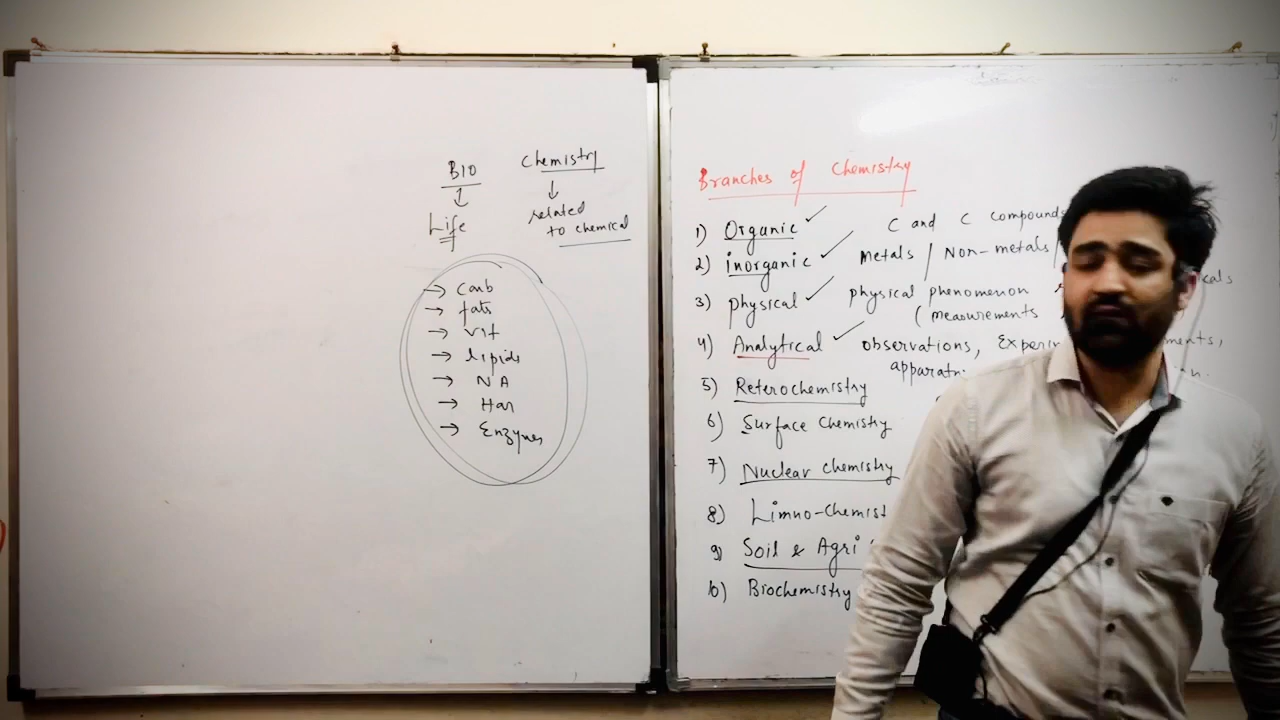 BIO
Chemistry
Life
related
to chemical
→ Carb
→ fats
→ vit
→ lipids
→ NA
→ Har
→ Enzymes
Branches of Chemistry
1) Organic ✓ C and C compounds
2) inorganic ✓ Metals / Non-metals /
3) physical ✓ physical phenomenon
(measurements
4) Analytical ✓ observations,
5) Reterochemistry
6) Surface Chemistry
7) Nuclear chemistry
8) Limno-chemist
9) Soil & Agri
10) Biochemistry